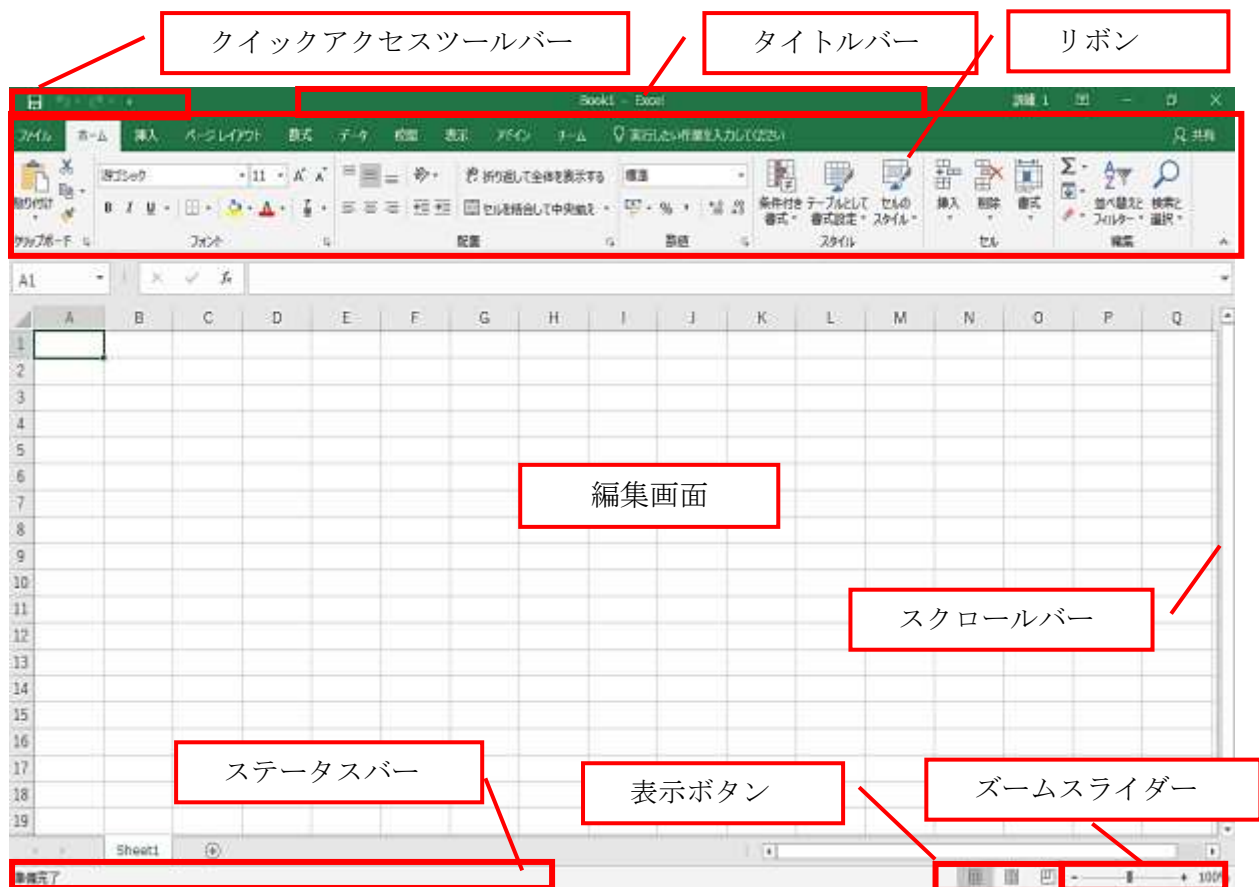 クイックアクセスツールバー
タイトルバー
リボン
Book1 - Excel
訓練 1
ファイル ホーム 挿入 ページレイアウト 数式 データ 校閲 表示 アドイン チーム 実行したい作業を入力してください 共有
游ゴシック 11 折り返して全体を表示する 標準
貼り付け B I U セルを結合して中央揃え % 条件付き テーブルとして セルの 挿入 削除 書式 並べ替えと 検索と
書式 書式設定 スタイル フィルター 選択
クリップボード フォント 配置 数値 スタイル セル 編集
A1 fx
A B C D E F G H I J K L M N O P Q
1
2
3
4
5
6
編集画面
7
8
9
10
11
スクロールバー
12
13
14
15
16
17
ステータスバー
表示ボタン
ズームスライダー
18
19
Sheet1
準備完了
100%